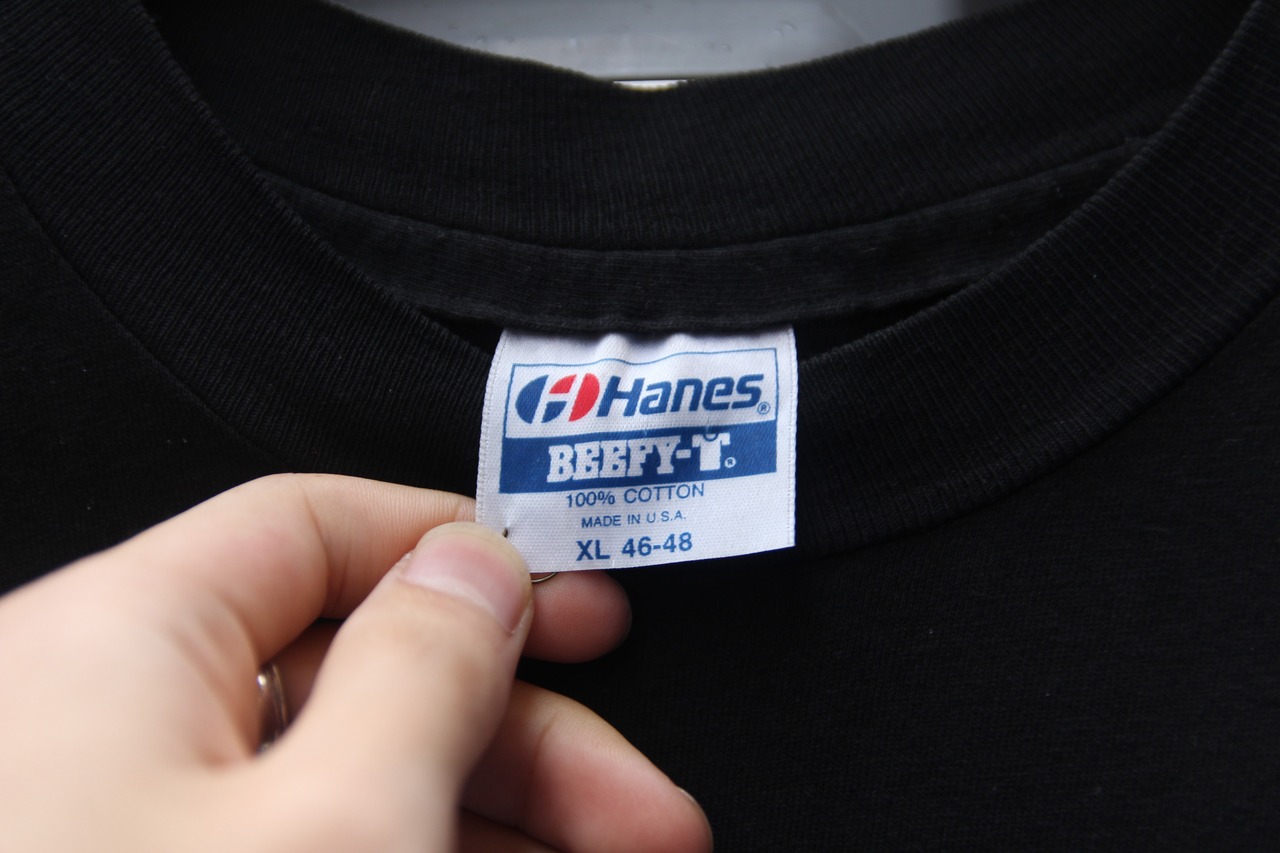 Hanes®
BEEFY-T®
100% COTTON
MADE IN U.S.A.
XL 46-48